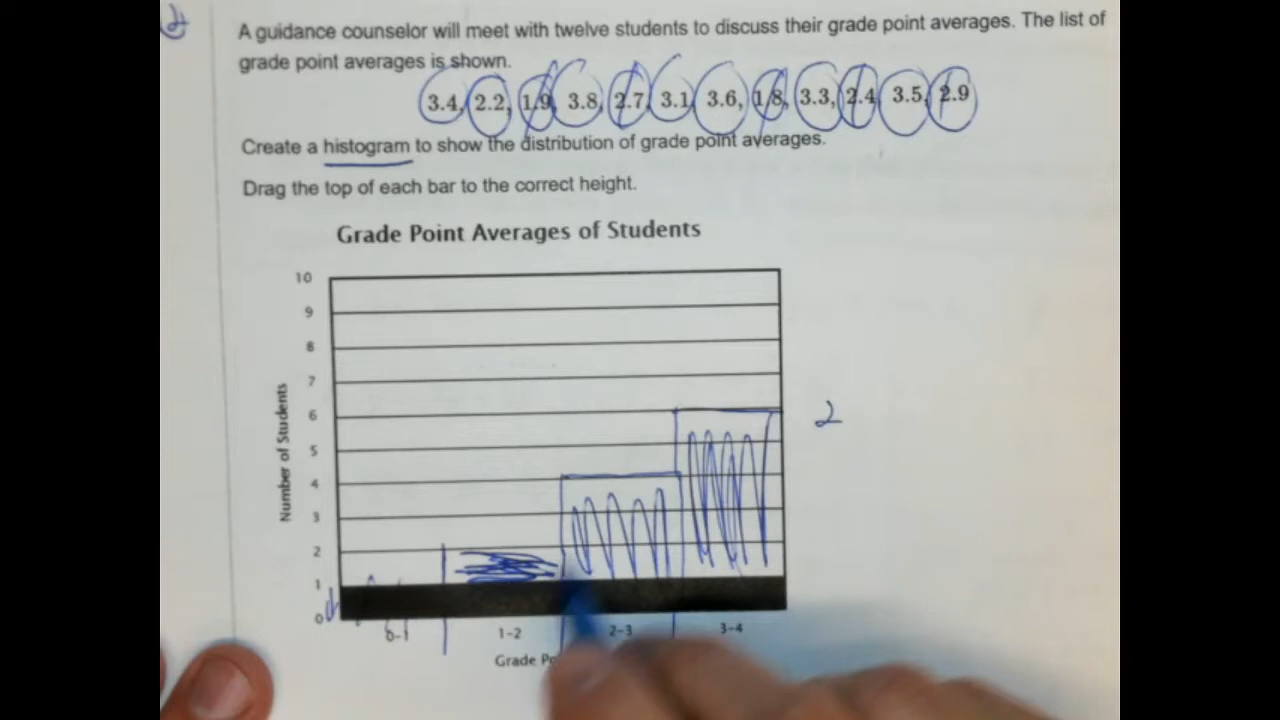 A guidance counselor will meet with twelve students to discuss their grade point averages. The list of
grade point averages is shown.
3.4, 2.2, 1.9, 3.8, 2.7, 3.1, 3.6, 1.8, 3.3, 2.4, 3.5, 2.9
Create a histogram to show the distribution of grade point averages.
Drag the top of each bar to the correct height.
Grade Point Averages of Students
10
9
8
7
6
5
4
3
2
1
0
Number of Students
2
0-1 1-2 2-3 3-4
Grade